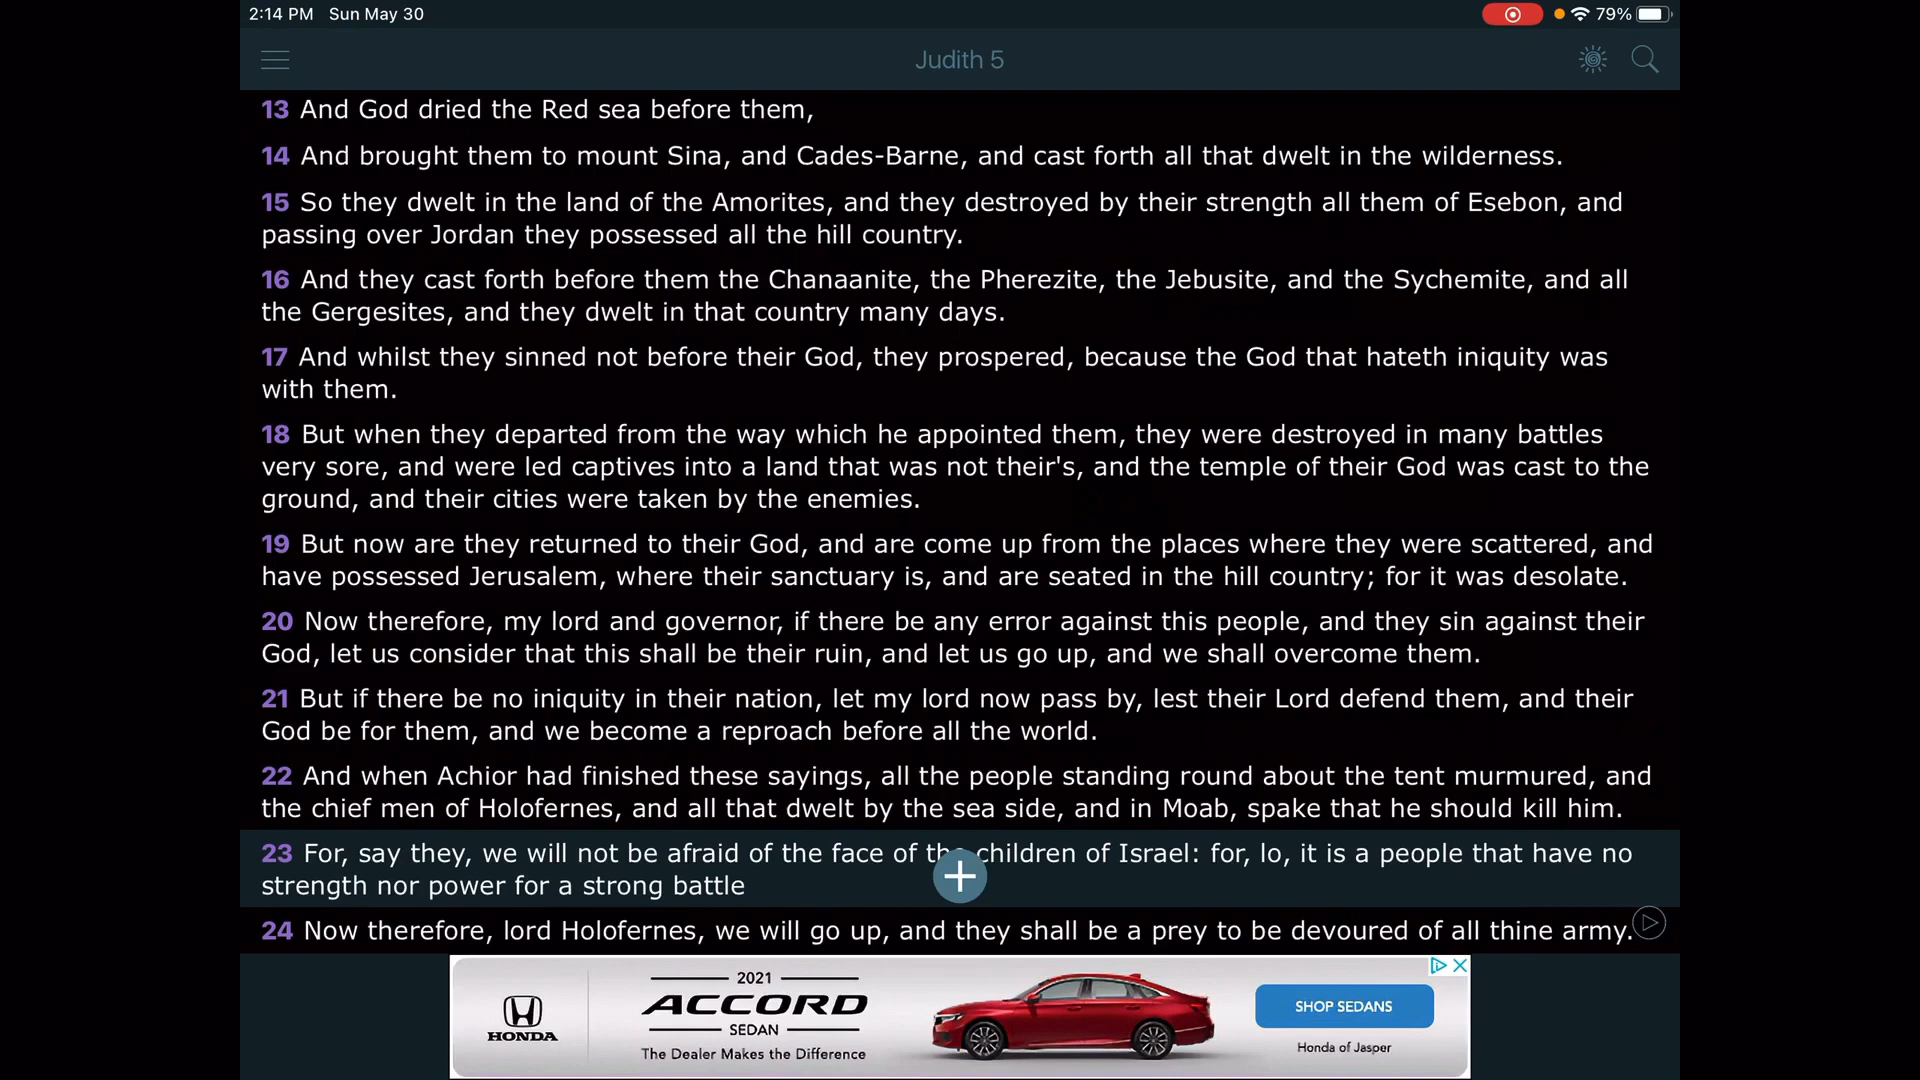 2:14 PM Sun May 30
79%
Judith 5
13 And God dried the Red sea before them,
14 And brought them to mount Sina, and Cades-Barne, and cast forth all that dwelt in the wilderness.
15 So they dwelt in the land of the Amorites, and they destroyed by their strength all them of Esebon, and
passing over Jordan they possessed all the hill country.
16 And they cast forth before them the Chanaanite, the Pherezite, the Jebusite, and the Sychemite, and all
the Gergesites, and they dwelt in that country many days.
17 And whilst they sinned not before their God, they prospered, because the God that hateth iniquity was
with them.
18 But when they departed from the way which he appointed them, they were destroyed in many battles
very sore, and were led captives into a land that was not their's, and the temple of their God was cast to the
ground, and their cities were taken by the enemies.
19 But now are they returned to their God, and are come up from the places where they were scattered, and
have possessed Jerusalem, where their sanctuary is, and are seated in the hill country; for it was desolate.
20 Now therefore, my lord and governor, if there be any error against this people, and they sin against their
God, let us consider that this shall be their ruin, and let us go up, and we shall overcome them.
21 But if there be no iniquity in their nation, let my lord now pass by, lest their Lord defend them, and their
God be for them, and we become a reproach before all the world.
22 And when Achior had finished these sayings, all the people standing round about the tent murmured, and
the chief men of Holofernes, and all that dwelt by the sea side, and in Moab, spake that he should kill him.
23 For, say they, we will not be afraid of the face of the children of Israel: for, lo, it is a people that have no
strength nor power for a strong battle
24 Now therefore, lord Holofernes, we will go up, and they shall be a prey to be devoured of all thine army.
HONDA
2021
ACCORD
SEDAN
The Dealer Makes the Difference
SHOP SEDANS
Honda of Jasper